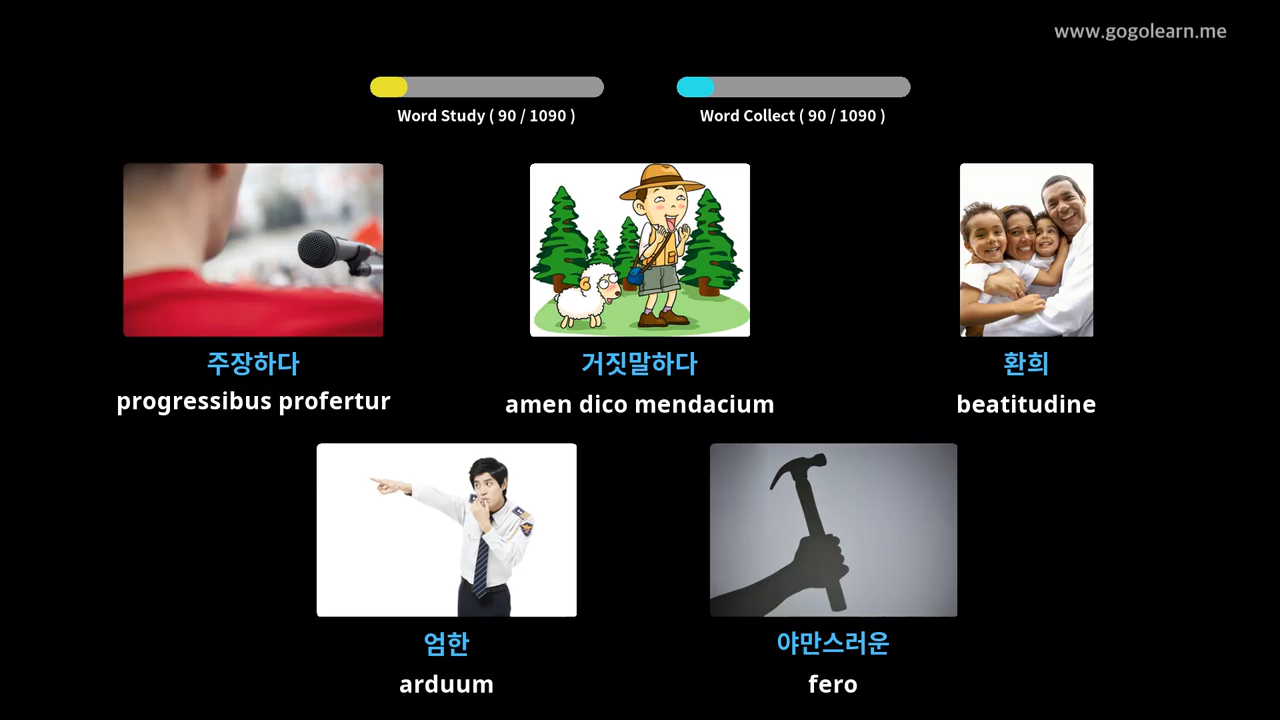 www.gogolearn.me
Word Study ( 90 / 1090 )
Word Collect ( 90 / 1090 )
주장하다
progressibus profertur
거짓말하다
amen dico mendacium
환희
beatitudine
엄한
arduum
야만스러운
fero